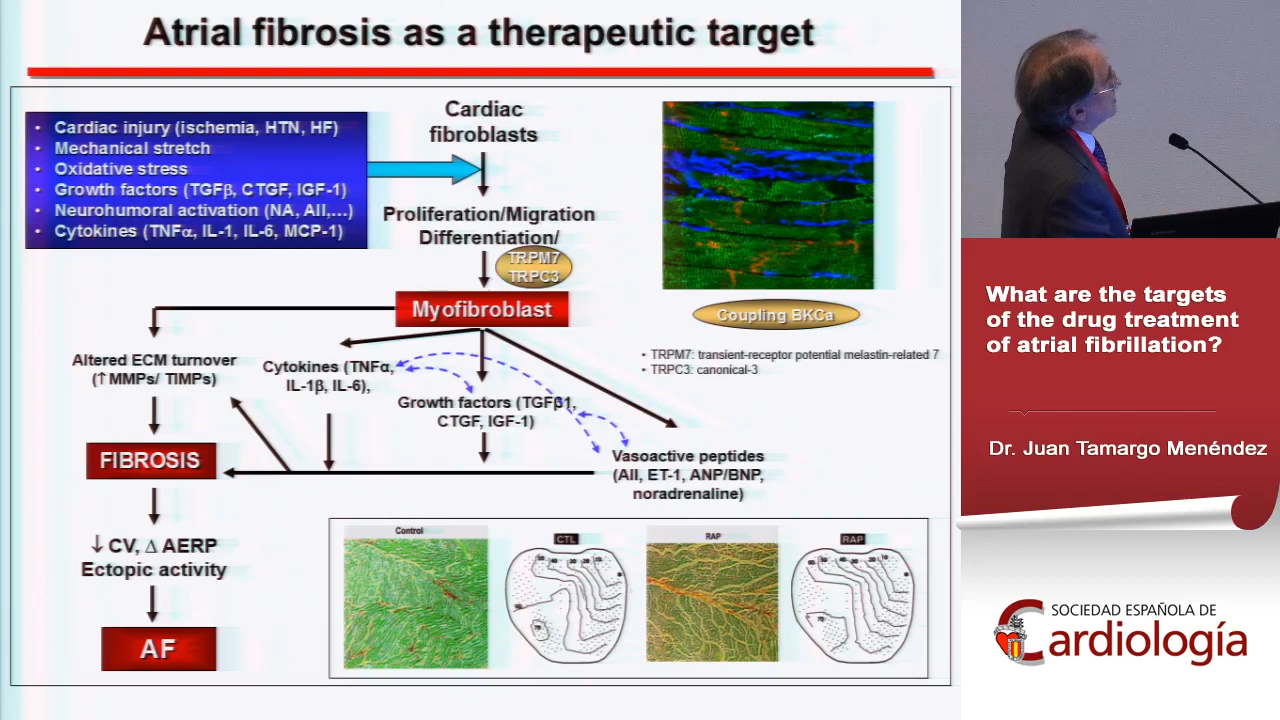 Atrial fibrosis as a therapeutic target
• Cardiac injury (ischemia, HTN, HF)
• Mechanical stretch
• Oxidative stress
• Growth factors (TGFβ, CTGF, IGF-1)
• Neurohumoral activation (NA, AII,...)
• Cytokines (TNFα, IL-1, IL-6, MCP-1)
Cardiac
fibroblasts
Proliferation/Migration
Differentiation/
TRPM7
TRPC3
Myofibroblast
Coupling BKCa
• TRPM7: transient-receptor potential melastin-related 7
• TRPC3: canonical-3
Altered ECM turnover
(↑MMPs/ TIMPs)
Cytokines (TNFα,
IL-1β, IL-6),
Growth factors (TGFβ1,
CTGF, IGF-1)
Vasoactive peptides
(AII, ET-1, ANP/BNP,
noradrenaline)
FIBROSIS
↓ CV, Δ AERP
Ectopic activity
AF
Control
CTL
RAP
RAP
What are the targets
of the drug treatment
of atrial fibrillation?
Dr. Juan Tamargo Menéndez
SOCIEDAD ESPAÑOLA DE
Cardiología